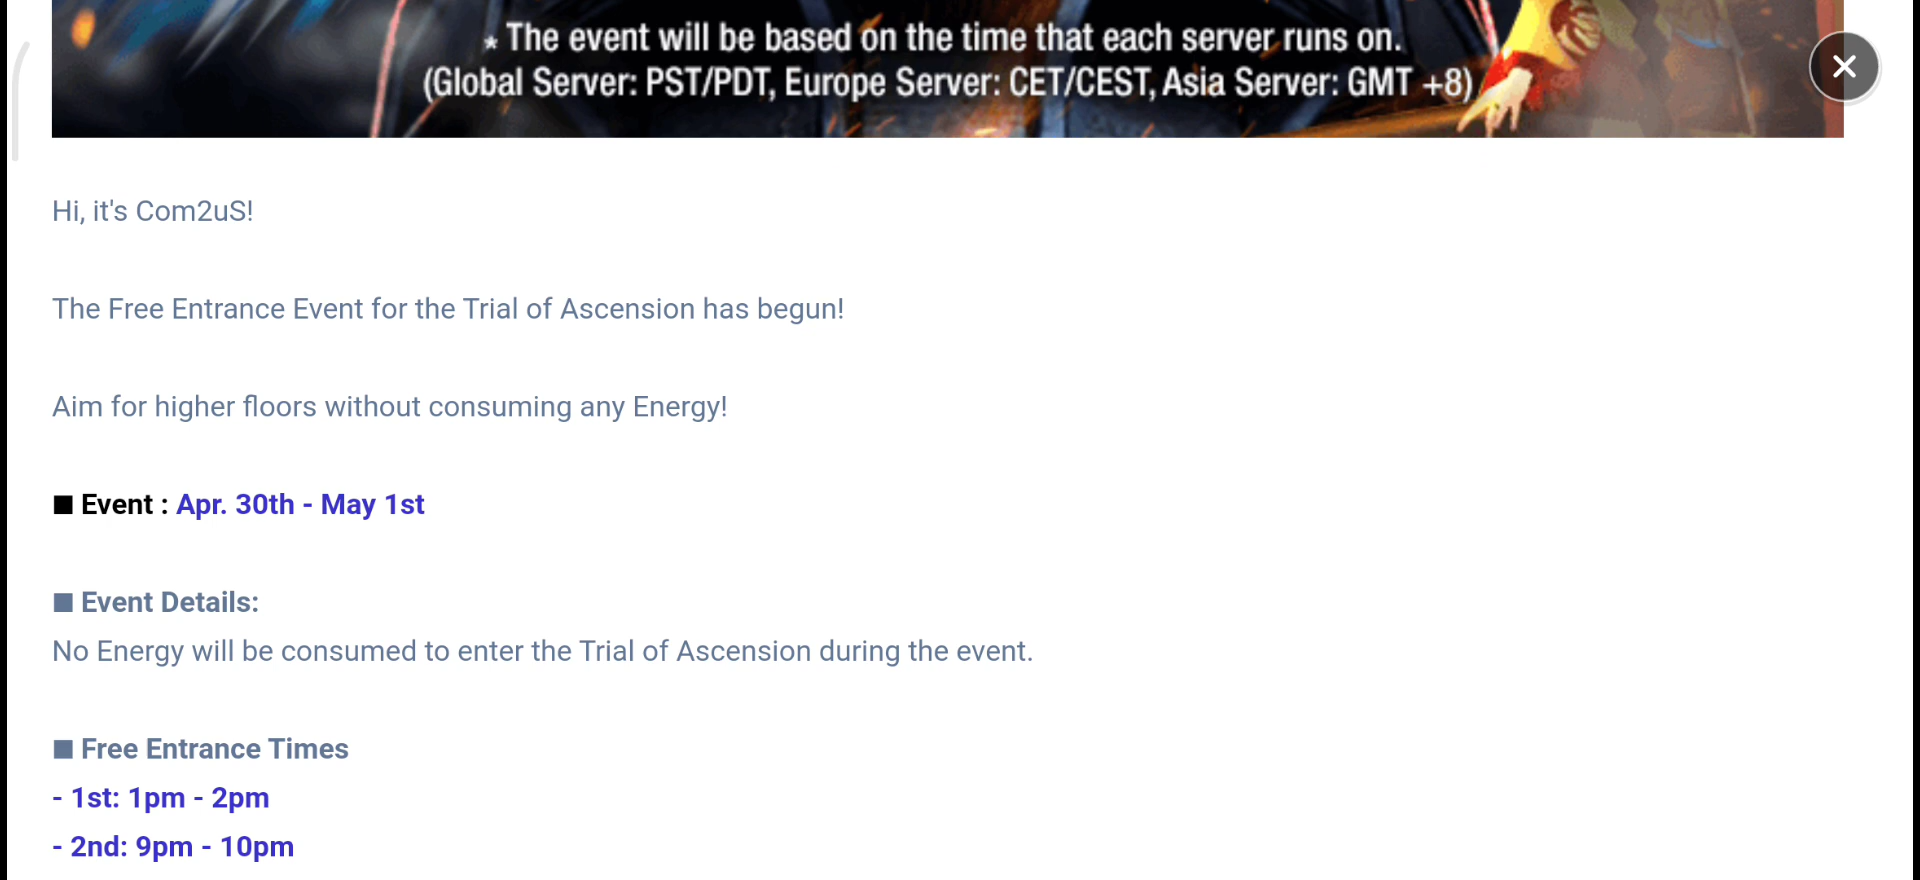 * The event will be based on the time that each server runs on.
(Global Server: PST/PDT, Europe Server: CET/CEST, Asia Server: GMT +8)
Hi, it's Com2uS!
The Free Entrance Event for the Trial of Ascension has begun!
Aim for higher floors without consuming any Energy!
■ Event : Apr. 30th - May 1st
■ Event Details:
No Energy will be consumed to enter the Trial of Ascension during the event.
■ Free Entrance Times
- 1st: 1pm - 2pm
- 2nd: 9pm - 10pm